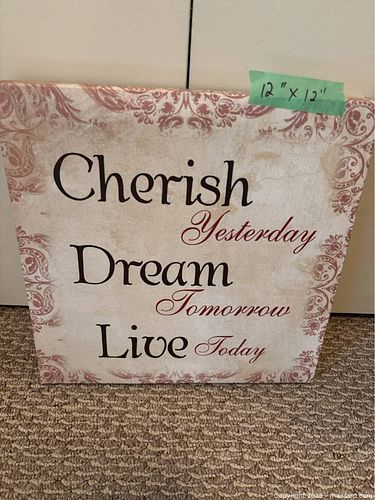 12" x 12"
Cherish
Yesterday
Dream
Tomorrow
Live Today